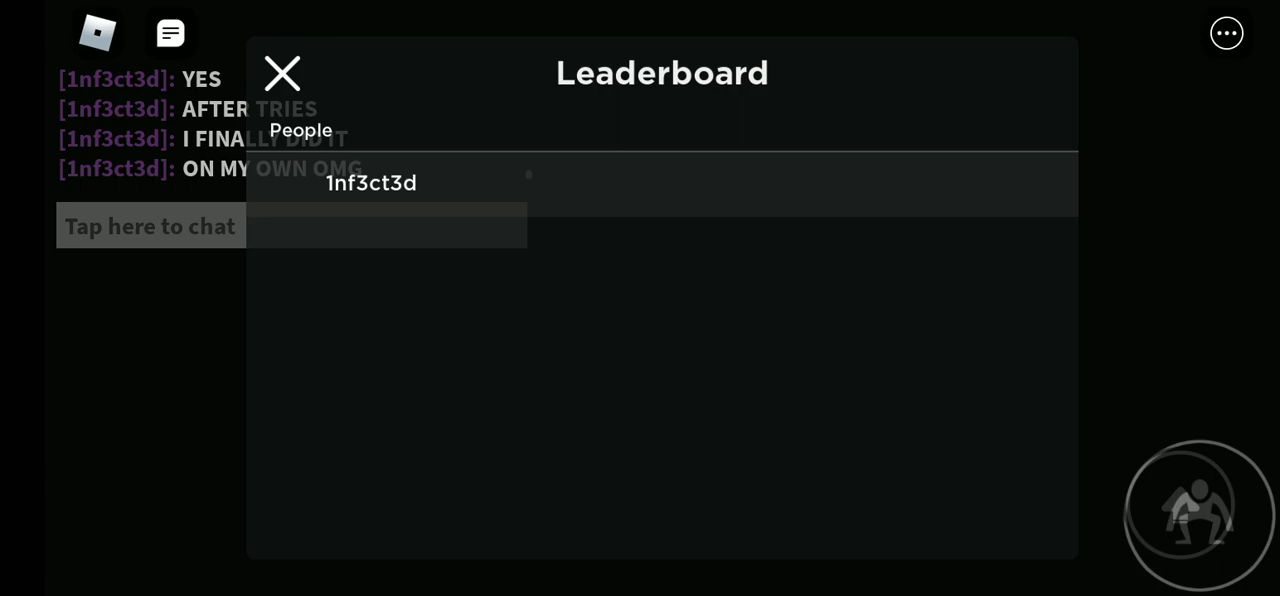 Leaderboard
[1nf3ct3d]: YES
[1nf3ct3d]: AFTER TRIES
[1nf3ct3d]: I FINALLY DID IT
[1nf3ct3d]: ON MY OWN OMG
People
1nf3ct3d
Tap here to chat